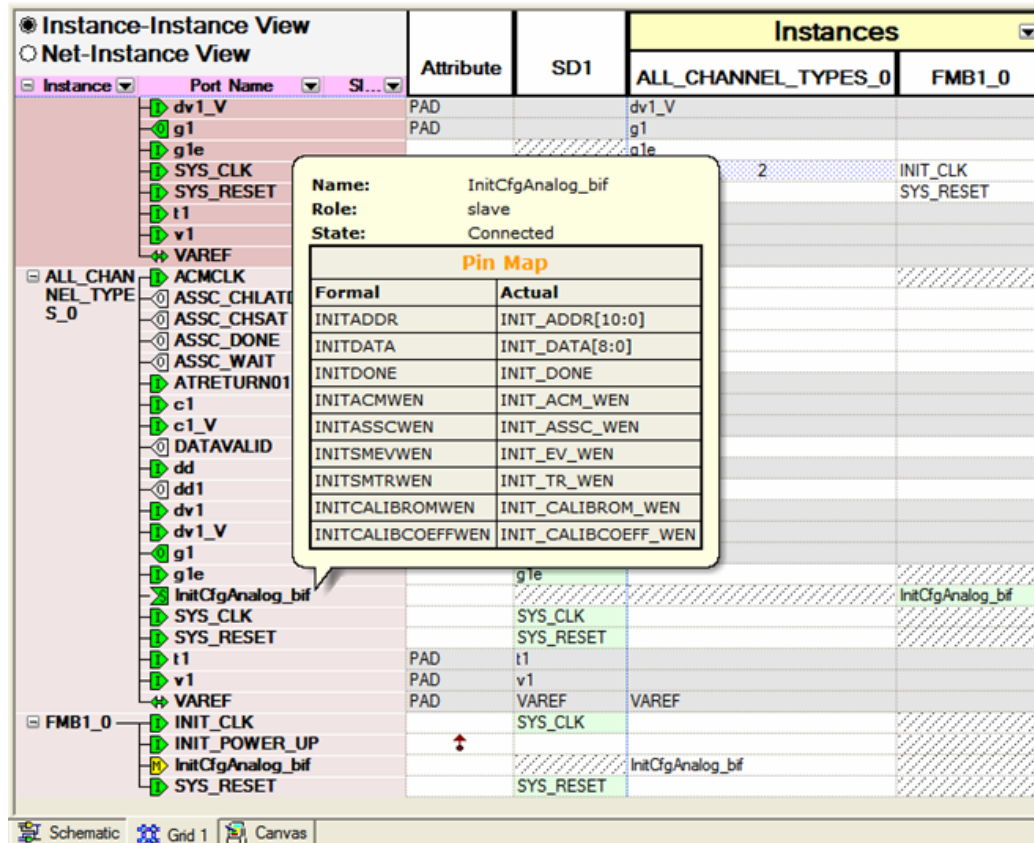 Instance-Instance View
Net-Instance View
Instance Port Name Sl...
Attribute SD1 Instances
ALL_CHANNEL_TYPES_0 FMB1_0
dv1_V PAD dv1_V
g1 PAD g1
g1e g1e
SYS_CLK 2 INIT_CLK
SYS_RESET SYS_RESET
t1
v1
VAREF
Name: InitCfgAnalog_bif
Role: slave
State: Connected
Pin Map
Formal Actual
INITADDR INIT_ADDR[10:0]
INITDATA INIT_DATA[8:0]
INITDONE INIT_DONE
INITACMWEN INIT_ACM_WEN
INITASSCWEN INIT_ASSC_WEN
INITSMEVWEN INIT_EV_WEN
INITSMTRWEN INIT_TR_WEN
INITCALIBROMWEN INIT_CALIBROM_WEN
INITCALIBCOEFFWEN INIT_CALIBCOEFF_WEN
ALL_CHAN ACMCLK
NEL_TYPE ASSC_CHLATD
S_0 ASSC_CHSAT
ASSC_DONE
ASSC_WAIT
ATRETURN01
c1
c1_V
DATAVALID
dd
dd1
dv1
dv1_V
g1
g1e g1e
InitCfgAnalog_bif InitCfgAnalog_bif
SYS_CLK SYS_CLK
SYS_RESET SYS_RESET
t1 PAD t1
v1 PAD v1
VAREF PAD VAREF VAREF
FMB1_0 INIT_CLK SYS_CLK
INIT_POWER_UP
M InitCfgAnalog_bif InitCfgAnalog_bif
SYS_RESET SYS_RESET
Schematic Grid 1 Canvas